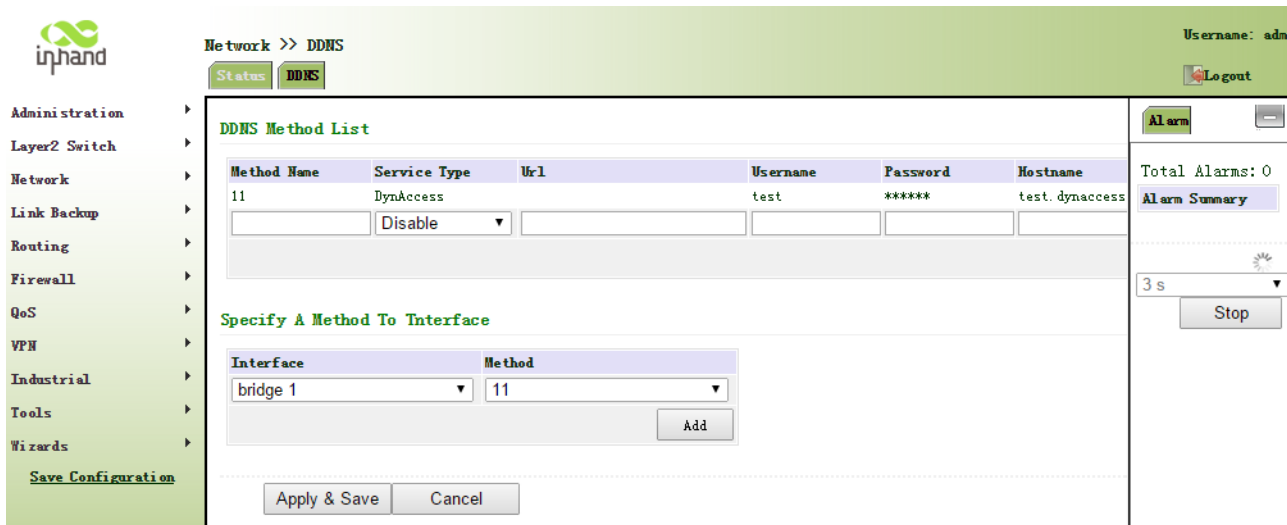 inhand
Network >> DDNS
Username: adm
Status DDNS
Logout
Administration
Layer2 Switch
Network
Link Backup
Routing
Firewall
QoS
VPN
Industrial
Tools
Wizards
Save Configuration
DDNS Method List
Method Name Service Type Url Username Password Hostname
11 DynAccess test ****** test.dynaccess
Disable
Specify A Method To Tnterface
Interface Method
bridge 1 11
Add
Apply & Save Cancel
Alarm
Total Alarms: 0
Alarm Summary
3 s
Stop